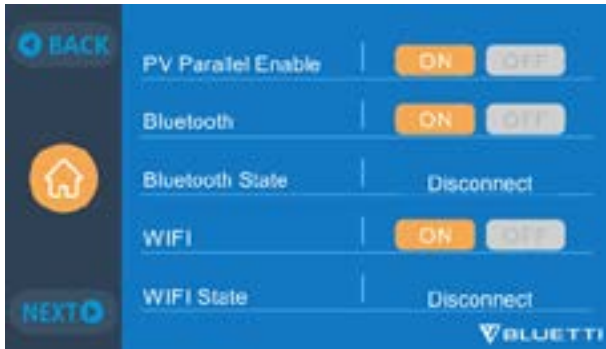 BACK
PV Parallel Enable ON OFF
Bluetooth ON OFF
Bluetooth State Disconnect
WIFI ON OFF
WIFI State Disconnect
NEXT
BLUETTI